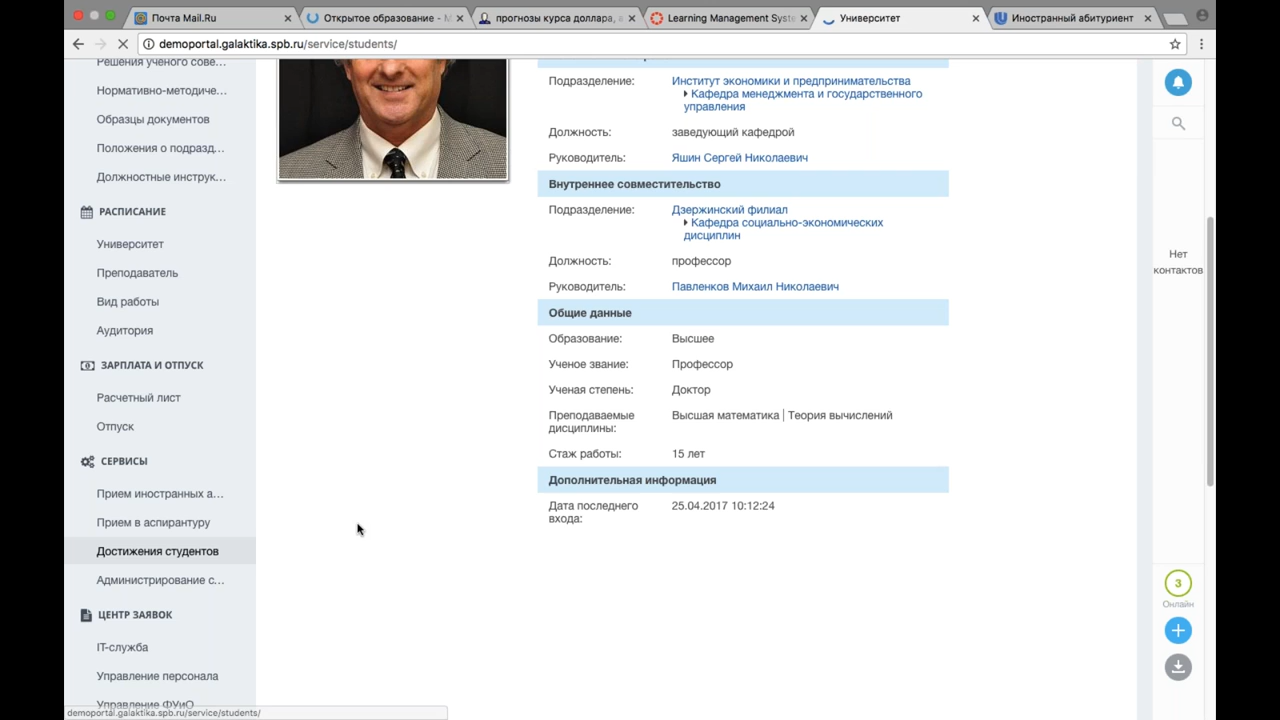 Почта Mail.Ru
Открытое образование - М
прогнозы курса доллара, а
Learning Management Syst
Университет
Иностранный абитуриент
demoportal.galaktika.spb.ru/service/students/
Решения ученого сове...
Нормативно-методиче...
Образцы документов
Положения о подразд...
Должностные инструк...
РАСПИСАНИЕ
Университет
Преподаватель
Вид работы
Аудитория
ЗАРПЛАТА И ОТПУСК
Расчетный лист
Отпуск
СЕРВИСЫ
Прием иностранных а...
Прием в аспирантуру
Достижения студентов
Администрирование с...
ЦЕНТР ЗАЯВОК
IT-служба
Управление персонала
Управление ФУиО
demoportal.galaktika.spb.ru/service/students/
Подразделение: Институт экономики и предпринимательства
Кафедра менеджмента и государственного
управления
Должность: заведующий кафедрой
Руководитель: Яшин Сергей Николаевич
Внутреннее совместительство
Подразделение: Дзержинский филиал
Кафедра социально-экономических
дисциплин
Должность: профессор
Руководитель: Павленков Михаил Николаевич
Общие данные
Образование: Высшее
Ученое звание: Профессор
Ученая степень: Доктор
Преподаваемые Высшая математика | Теория вычислений
дисциплины:
Стаж работы: 15 лет
Дополнительная информация
Дата последнего 25.04.2017 10:12:24
входа:
Нет
контактов
3
Онлайн